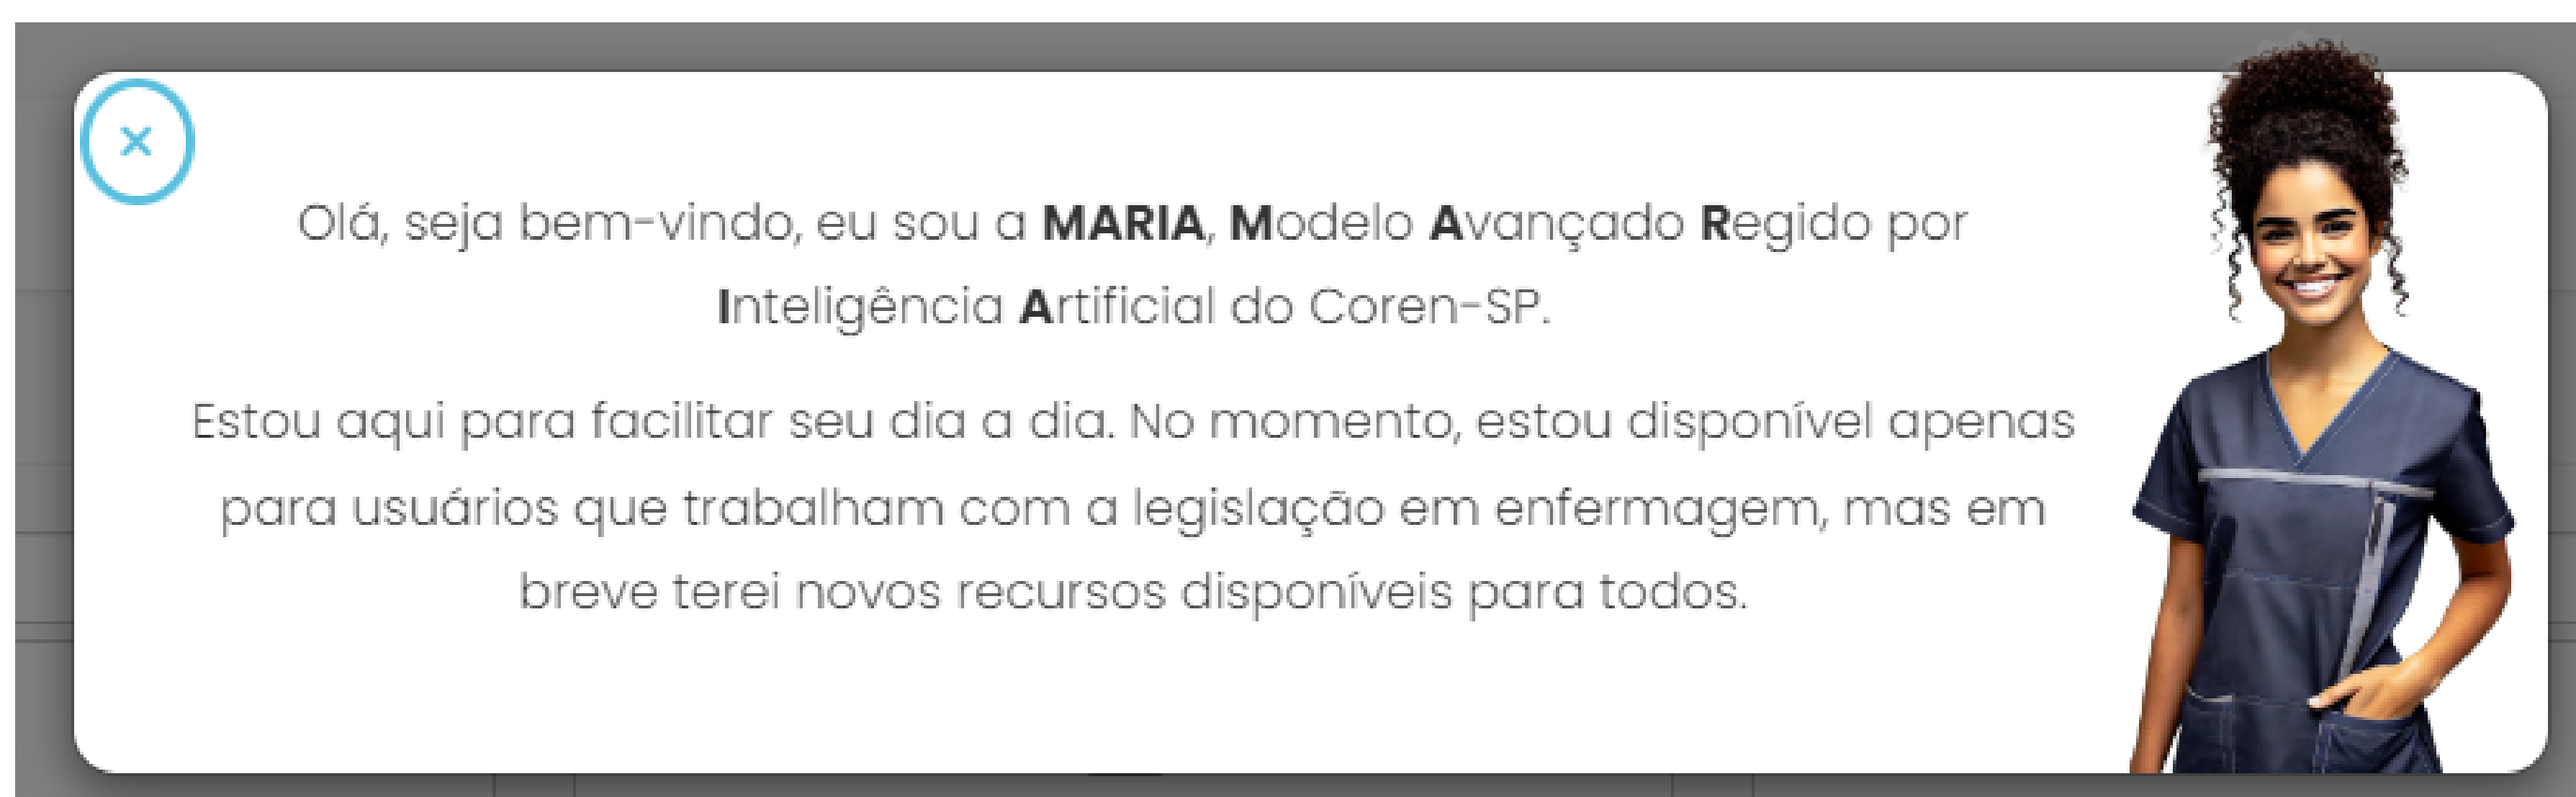 Olá, seja bem-vindo, eu sou a MARIA, Modelo Avançado Regido por
Inteligência Artificial do Coren-SP.
Estou aqui para facilitar seu dia a dia. No momento, estou disponível apenas
para usuários que trabalham com a legislação em enfermagem, mas em
breve terei novos recursos disponíveis para todos.